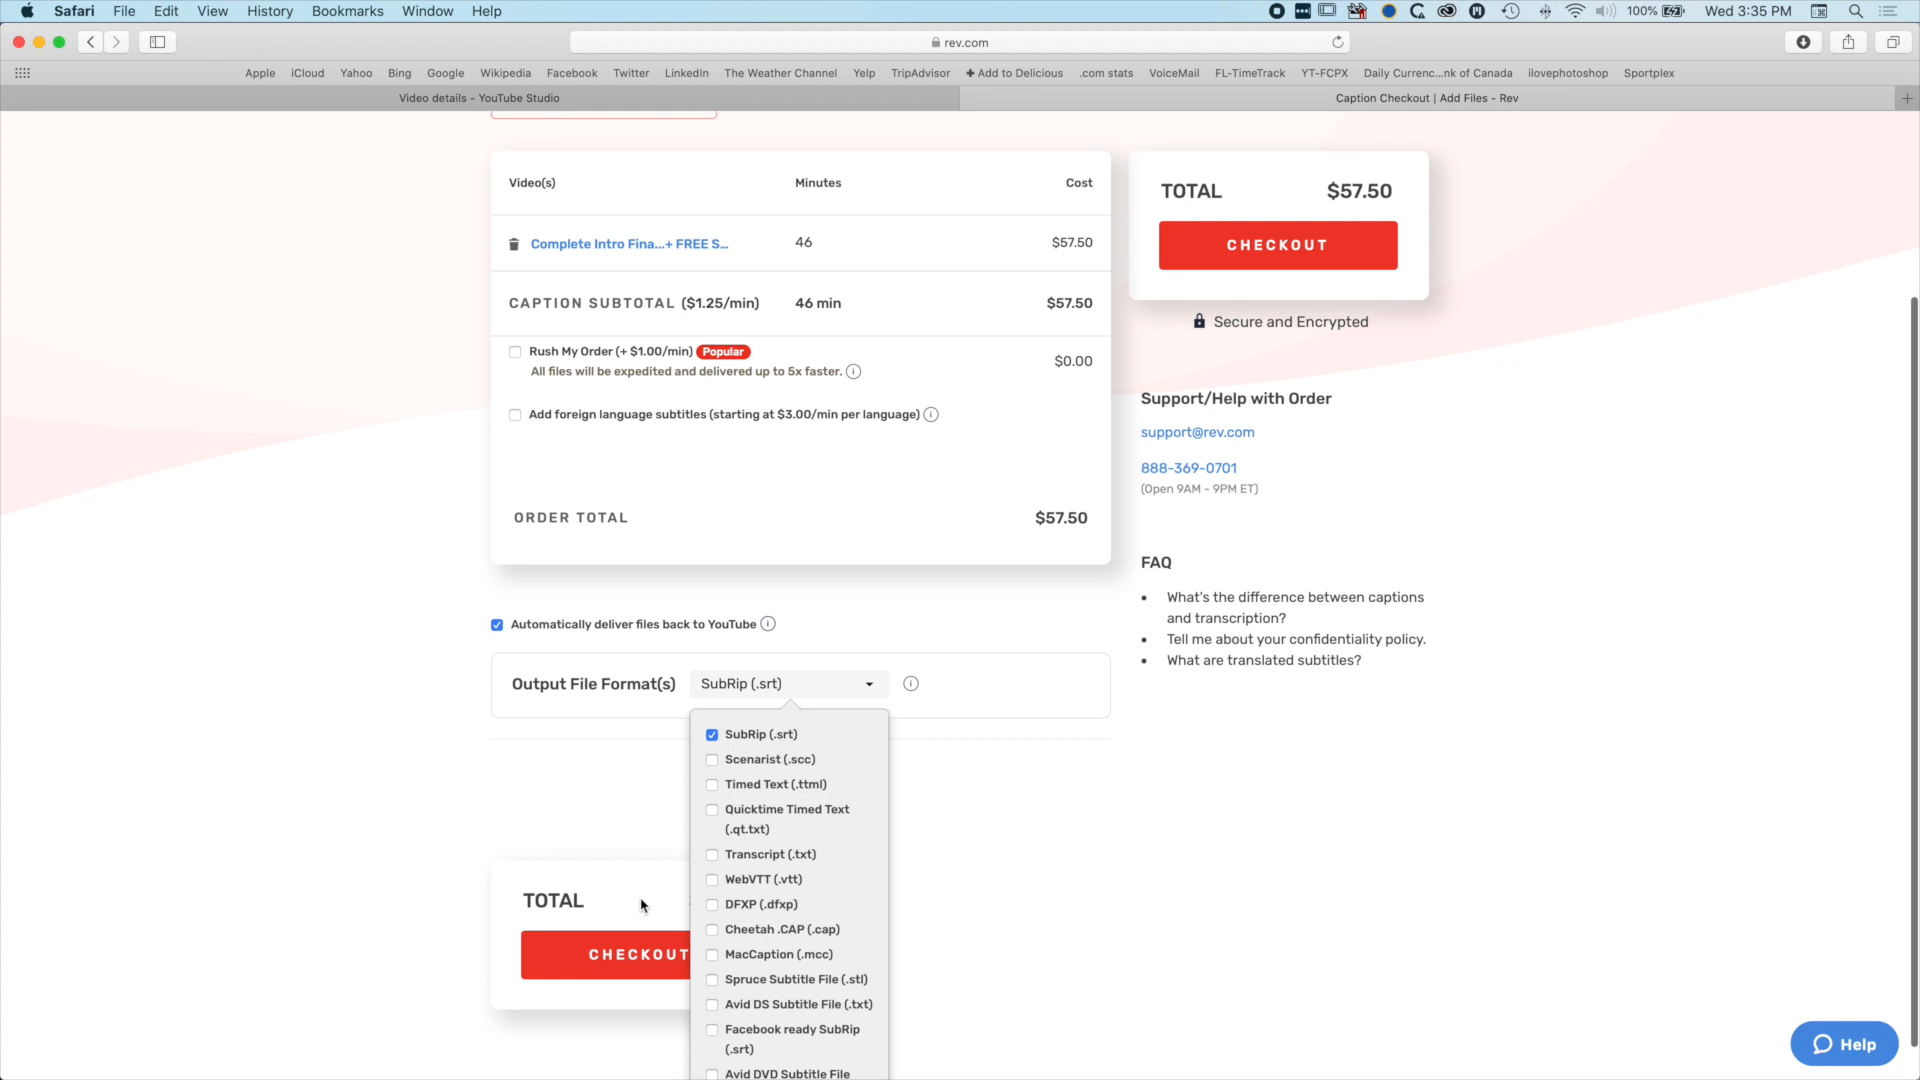 Safari File Edit View History Bookmarks Window Help 100% Wed 3:35 PM
rev.com
Apple iCloud Yahoo Bing Google Wikipedia Facebook Twitter LinkedIn The Weather Channel Yelp TripAdvisor ✚ Add to Delicious .com stats VoiceMail FL-TimeTrack YT-FCPX Daily Currenc...nk of Canada ilovephotoshop Sportplex
Video details - YouTube Studio Caption Checkout | Add Files - Rev
Video(s) Minutes Cost
Complete Intro Fina...+ FREE S... 46 $57.50
CAPTION SUBTOTAL ($1.25/min) 46 min $57.50
Rush My Order (+ $1.00/min) Popular
All files will be expedited and delivered up to 5x faster.
$0.00
Add foreign language subtitles (starting at $3.00/min per language)
ORDER TOTAL $57.50
TOTAL $57.50
CHECKOUT
Secure and Encrypted
Support/Help with Order
support@rev.com
888-369-0701
(Open 9AM - 9PM ET)
FAQ
• What's the difference between captions
and transcription?
• Tell me about your confidentiality policy.
• What are translated subtitles?
Automatically deliver files back to YouTube
Output File Format(s) SubRip (.srt)
SubRip (.srt)
Scenarist (.scc)
Timed Text (.ttml)
Quicktime Timed Text
(.qt.txt)
Transcript (.txt)
WebVTT (.vtt)
DFXP (.dfxp)
Cheetah .CAP (.cap)
MacCaption (.mcc)
Spruce Subtitle File (.stl)
Avid DS Subtitle File (.txt)
Facebook ready SubRip
(.srt)
Avid DVD Subtitle File
TOTAL
CHECKOUT
Help